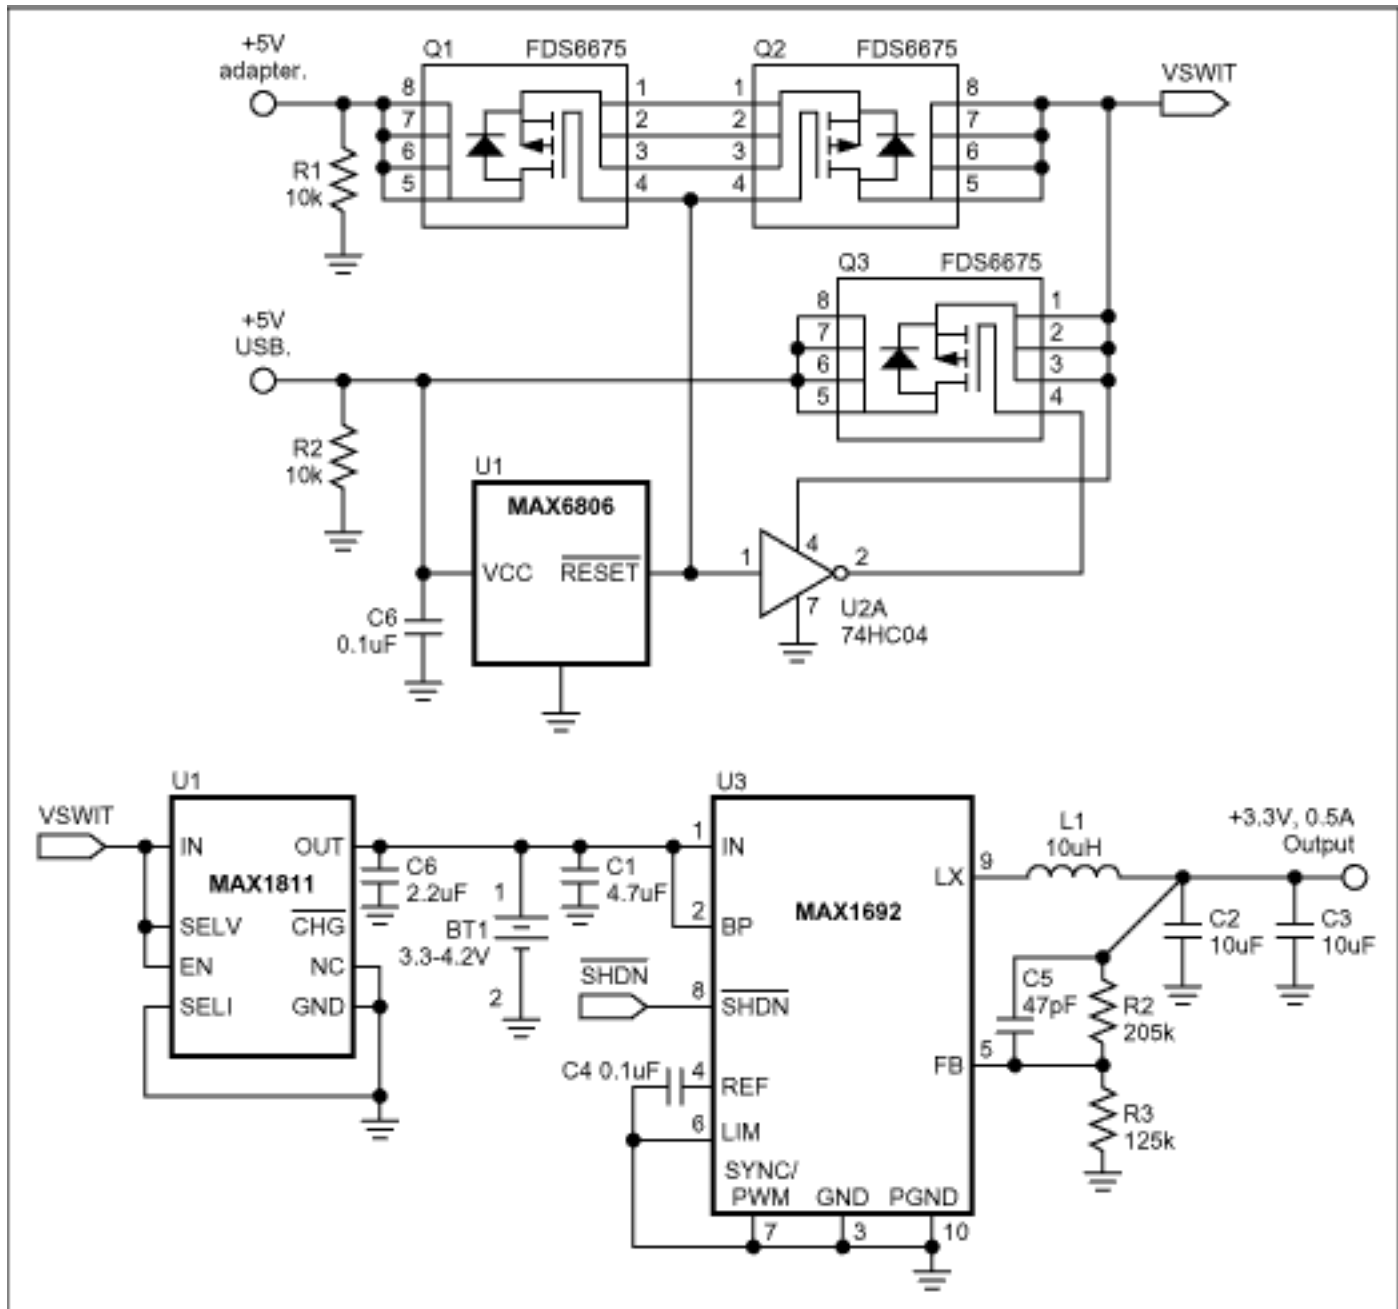 +5V
adapter.
Q1
FDS6675
Q2
FDS6675
VSWIT
8
7
6
5
1
2
3
4
1
2
3
4
8
7
6
5
R1
10k
Q3
FDS6675
8
7
6
5
1
2
3
4
+5V
USB.
R2
10k
U1
MAX6806
VCC
RESET
C6
0.1uF
1
4
2
7
U2A
74HC04
VSWIT
U1
IN
OUT
MAX1811
SELV
CHG
EN
NC
SELI
GND
C6
2.2uF
1
BT1
3.3-4.2V
2
C1
4.7uF
SHDN
C4 0.1uF
U3
1
IN
2
BP
MAX1692
8
SHDN
4
REF
6
LIM
SYNC/
PWM
GND
PGND
7
3
10
LX
9
FB
5
L1
10uH
+3.3V, 0.5A
Output
C2
10uF
C3
10uF
C5
47pF
R2
205k
R3
125k